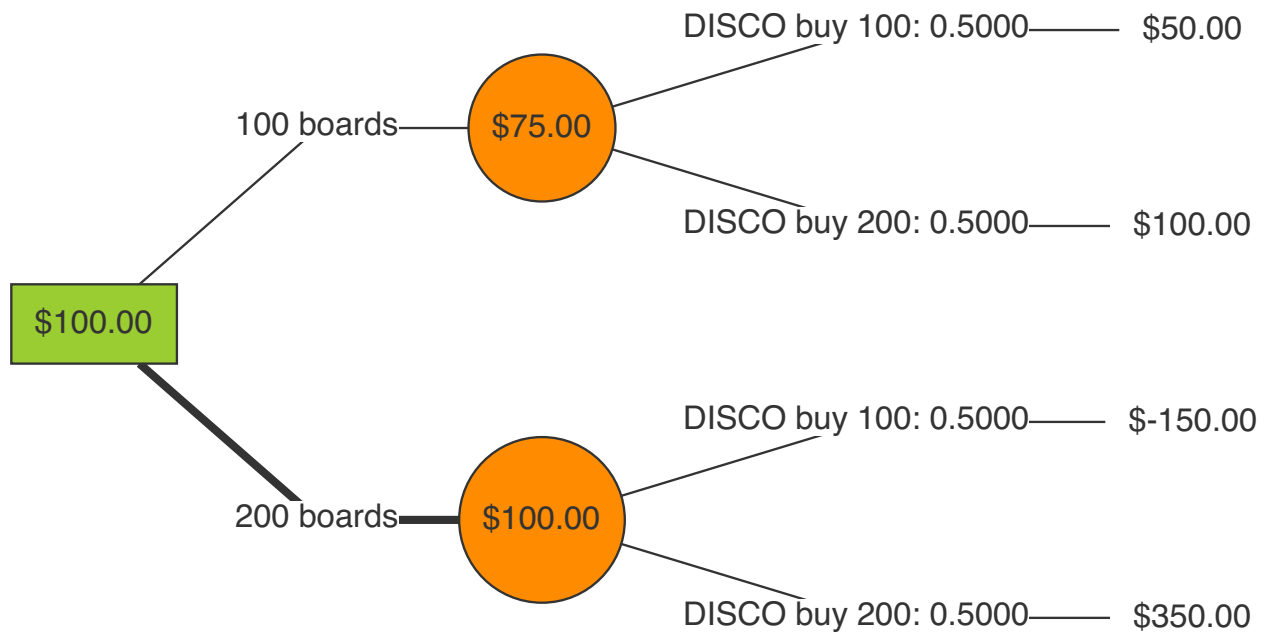 DISCO buy 100: 0.5000 $50.00
100 boards $75.00
DISCO buy 200: 0.5000 $100.00
$100.00
DISCO buy 100: 0.5000 $-150.00
200 boards $100.00
DISCO buy 200: 0.5000 $350.00